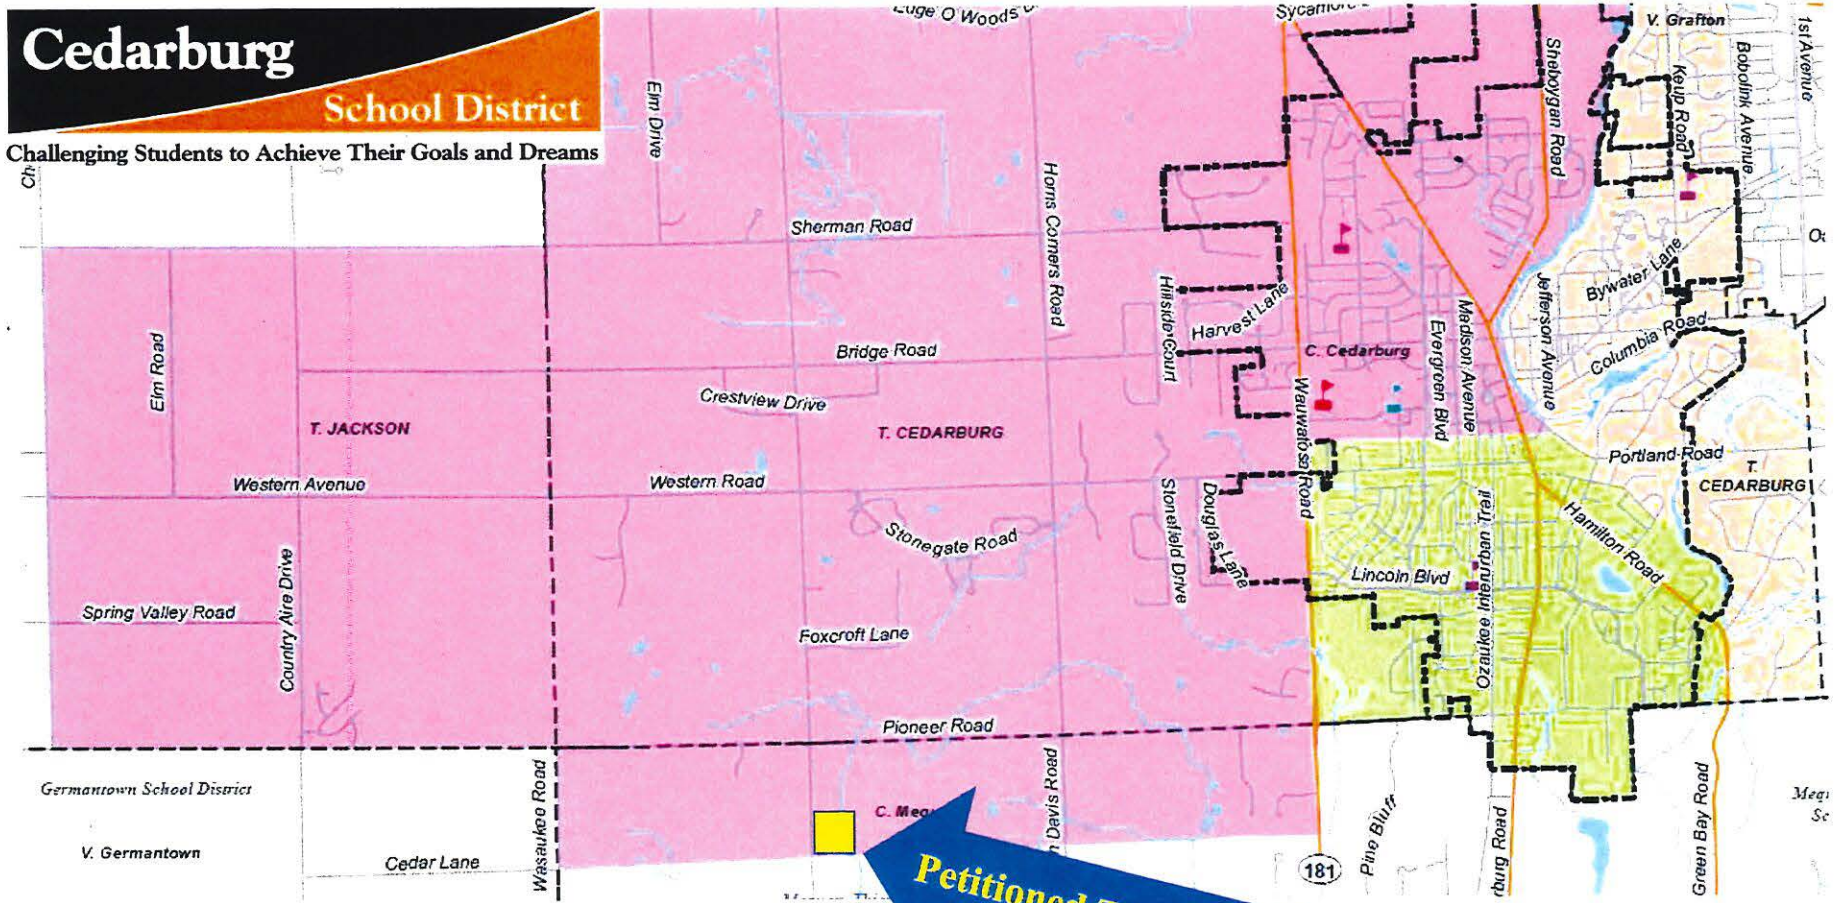 Cedarburg
School District
Challenging Students to Achieve Their Goals and Dreams
V. Grafton
1st Avenue
Bobolink Avenue
Keup Road
Sheboygan Road
Elm Drive
Horns Corners Road
Sherman Road
Bywater Lane
Hillside Court
Harvest Lane
Jefferson Avenue
Madison Avenue
Evergreen Blvd
Columbia Road
Elm Road
Bridge Road
C. Cedarburg
Crestview Drive
Wauwatosa Road
T. JACKSON
T. CEDARBURG
Portland Road
T.
CEDARBURG
Western Avenue
Western Road
Stonegate Road
Stonefield Drive
Douglas Lane
Ozaukee Interurban Trail
Hamilton Road
Lincoln Blvd
Country Aire Drive
Spring Valley Road
Foxcroft Lane
Pioneer Road
Germantown School District
Wasaukee Road
C.
Davis Road
Pine Bluff
Green Bay Road
V. Germantown
Cedar Lane
181
Road
Petitioned